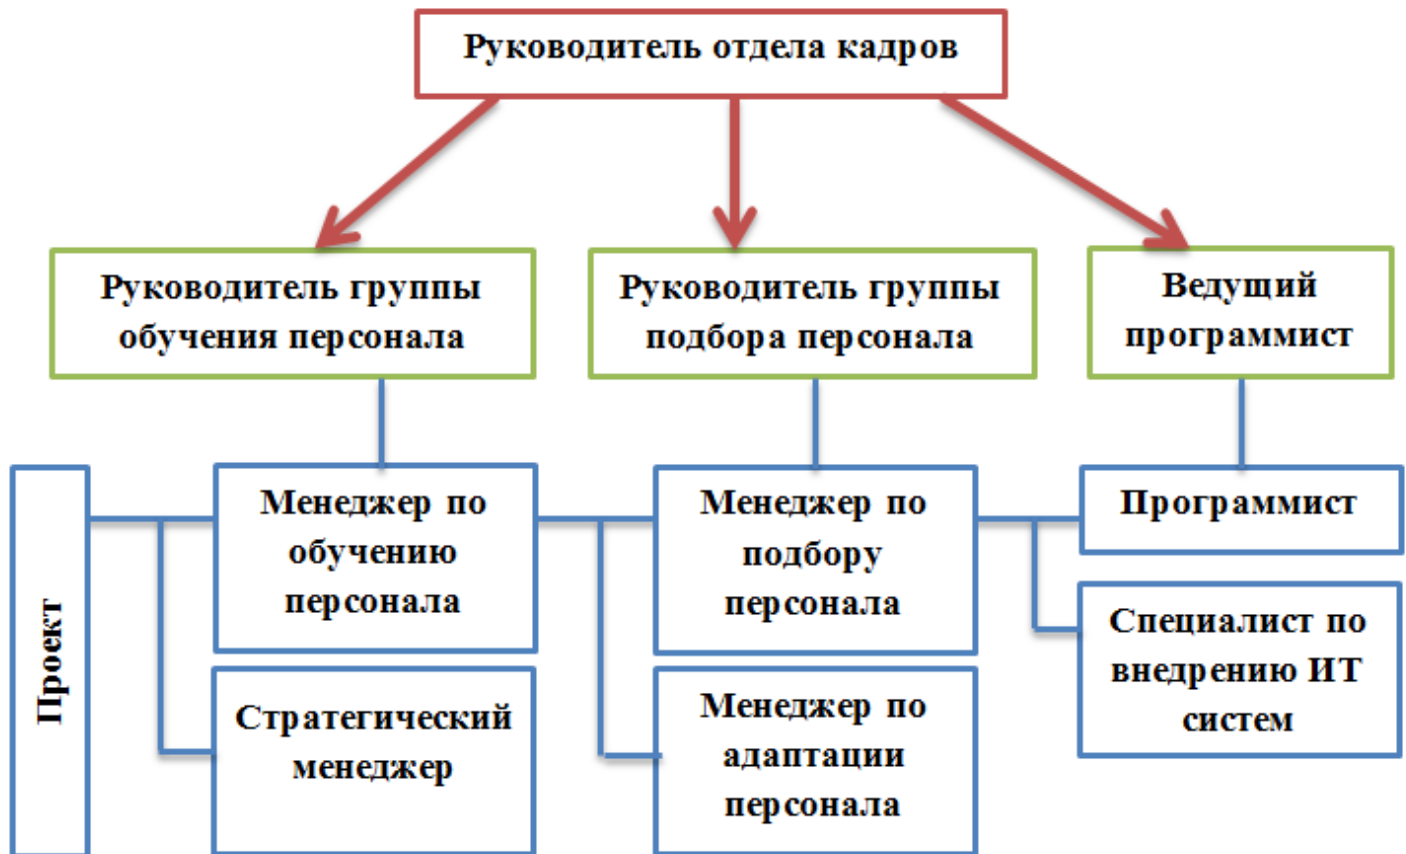 Руководитель отдела кадров
Руководитель группы
обучения персонала
Руководитель группы
подбора персонала
Ведущий
программист
Проект
Менеджер по
обучению
персонала
Менеджер по
подбору
персонала
Программист
Стратегический
менеджер
Менеджер по
адаптации
персонала
Специалист по
внедрению ИТ
систем